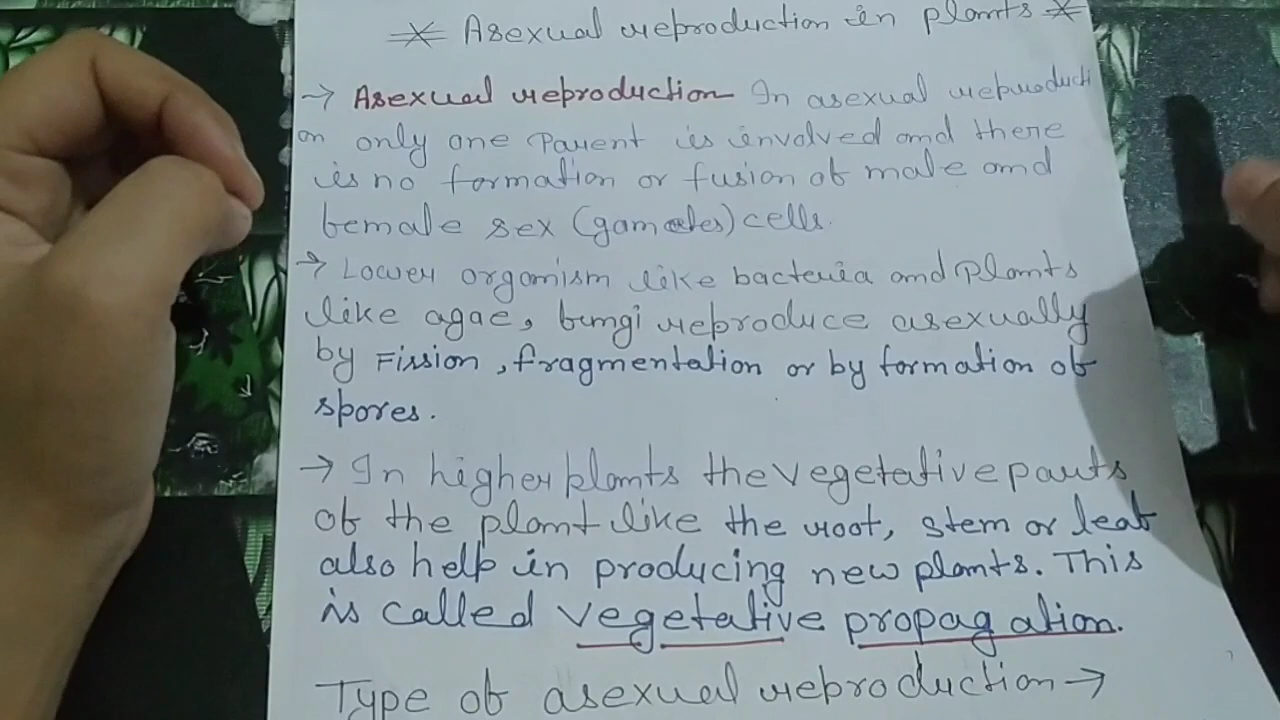 * Asexual reproduction in plants *
→ Asexual reproduction In asexual reproducti
on only one Parent is involved and there
is no formation or fusion of male and
female sex (gametes) cells.
→ Lower organism like bacteria and Plants
like agae, fungi reproduce asexually
by Fission, fragmentation or by formation of
spores.
→ In higher plants the vegetative parts
of the plant like the root, stem or leaf
also help in producing new plants. This
is called vegetative propagation.
Type of asexual reproduction →